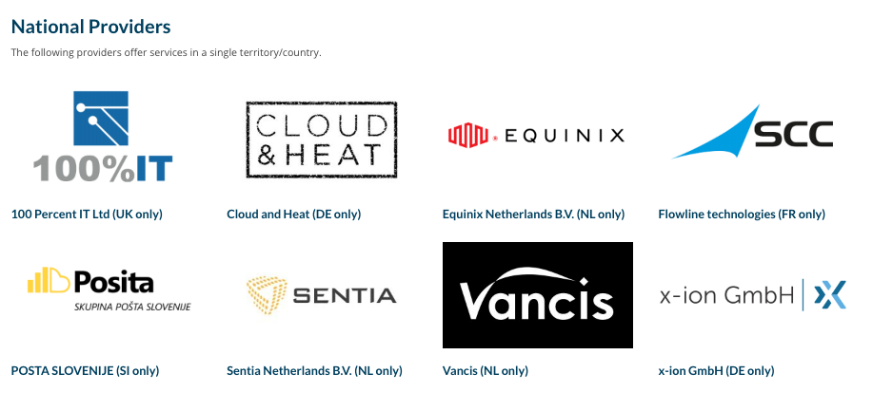 National Providers
The following providers offer services in a single territory/country.
100%IT
CLOUD
& HEAT
EQUINIX
SCC
100 Percent IT Ltd (UK only)
Cloud and Heat (DE only)
Equinix Netherlands B.V. (NL only)
Flowline technologies (FR only)
Posita
SKUPINA POŠTA SLOVENIJE
SENTIA
Vancis
x-ion GmbH
POSTA SLOVENIJE (SI only)
Sentia Netherlands B.V. (NL only)
Vancis (NL only)
x-ion GmbH (DE only)